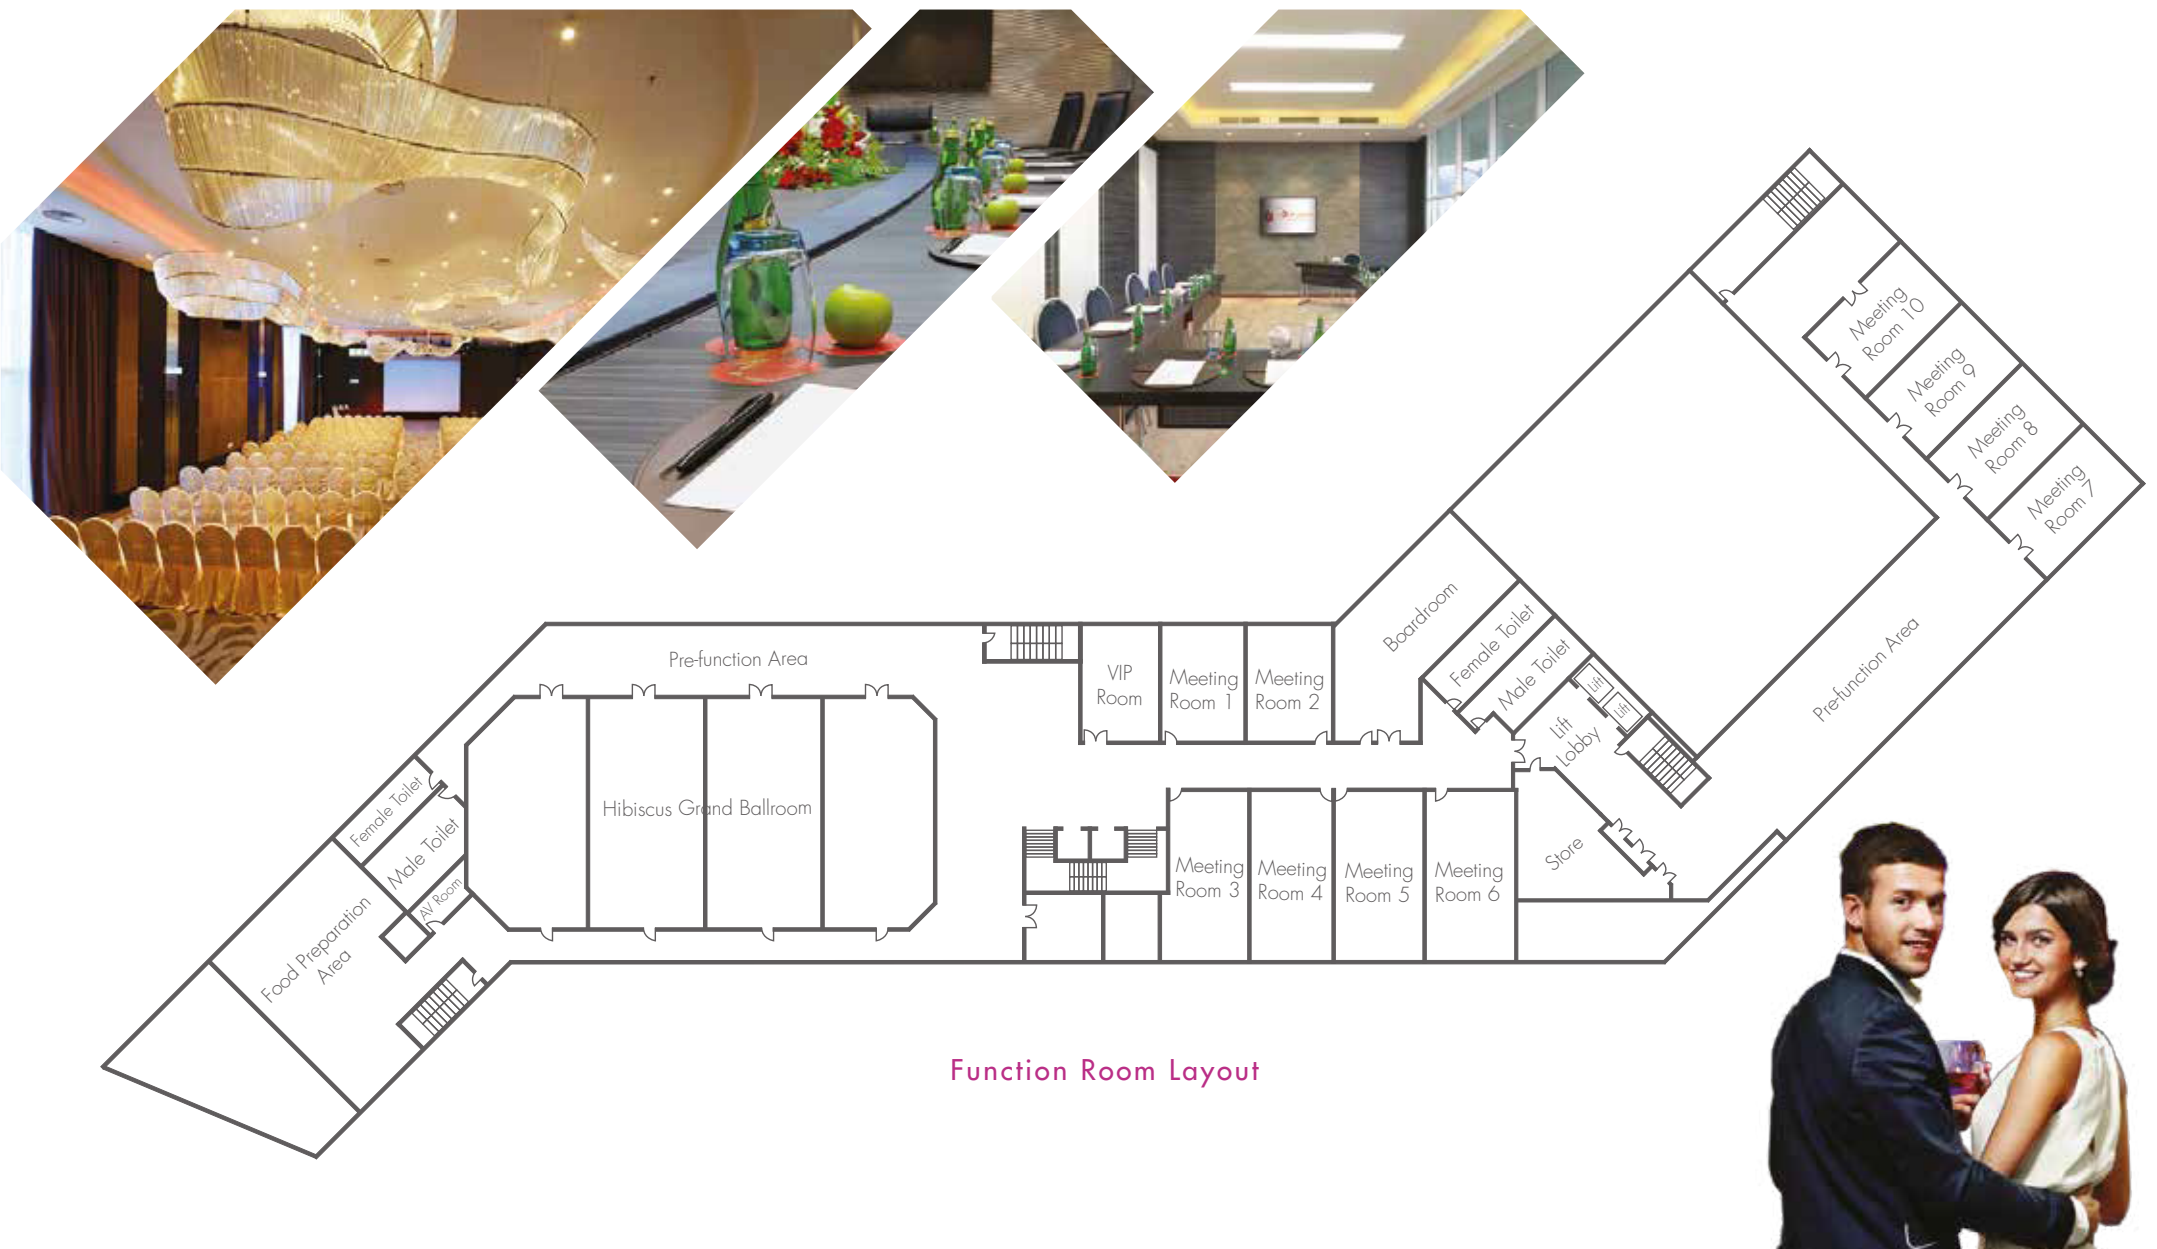 Meeting
Room 10
Meeting
Room 9
Meeting
Room 8
Meeting
Room 7
Boardroom
Female Toilet
Male Toilet
Lift
Lift
Lift
Lobby
Pre-function Area
Pre-function Area
VIP
Room
Meeting
Room 1
Meeting
Room 2
Hibiscus Grand Ballroom
Female Toilet
Male Toilet
AV Room
Food Preparation
Area
Meeting
Room 3
Meeting
Room 4
Meeting
Room 5
Meeting
Room 6
Store
Function Room Layout